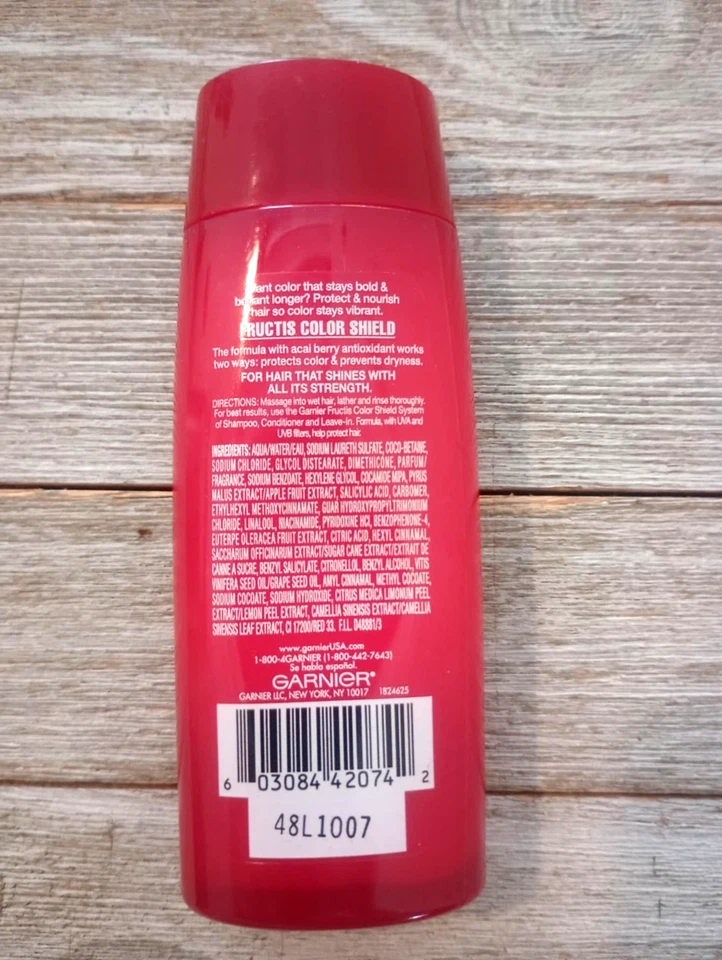 ant color that stays bold &
longer? Protect & nourish
hair so color stays vibrant.
FRUCTIS COLOR SHIELD
The formula with acai berry antioxidant works
two ways: protects color & prevents dryness.
FOR HAIR THAT SHINES WITH
ALL ITS STRENGTH.
DIRECTIONS: Massage into wet hair, lather and rinse thoroughly.
For best results, use the Garnier Fructis Color Shield System
of Shampoo, Conditioner and Leave-In. Formula, with UVA and
UVB filters, help protect hair.
INGREDIENTS: AQUA/WATER/EAU, SODIUM LAURETH SULFATE, COCO-BETAINE,
SODIUM CHLORIDE, GLYCOL DISTEARATE, DIMETHICONE, PARFUM/
FRAGRANCE, SODIUM BENZOATE, HEXYLENE GLYCOL, COCAMIDE MIPA, PYRUS
MALUS EXTRACT/APPLE FRUIT EXTRACT, SALICYLIC ACID, CARBOMER,
ETHYLHEXYL METHOXYCINNAMATE, GUAR HYDROXYPROPYLTRIMONIUM
CHLORIDE, LINALOOL, NIACINAMIDE, PYRIDOXINE HCl, BENZOPHENONE-4,
EUTERPE OLERACEA FRUIT EXTRACT, CITRIC ACID, HEXYL CINNAMAL,
SACCHARUM OFFICINARUM EXTRACT/SUGAR CANE EXTRACT/EXTRAIT DE
CANNE A SUCRE, BENZYL SALICYLATE, CITRONELLOL, BENZYL ALCOHOL, VITIS
VINIFERA SEED OIL/GRAPE SEED OIL, AMYL CINNAMAL, METHYL COCOATE,
SODIUM COCOATE, SODIUM HYDROXIDE, CITRUS MEDICA LIMONUM PEEL
EXTRACT/LEMON PEEL EXTRACT, CAMELLIA SINENSIS EXTRACT/CAMELLIA
SINENSIS LEAF EXTRACT, CI 17200/RED 33. F.I.L. D48881/3
www.garnierUSA.com
1-800-4GARNIER (1-800-442-7643)
Se habla español.
GARNIER®
GARNIER LLC, NEW YORK, NY 10017 1824625
6 03084 42074 2
48L1007